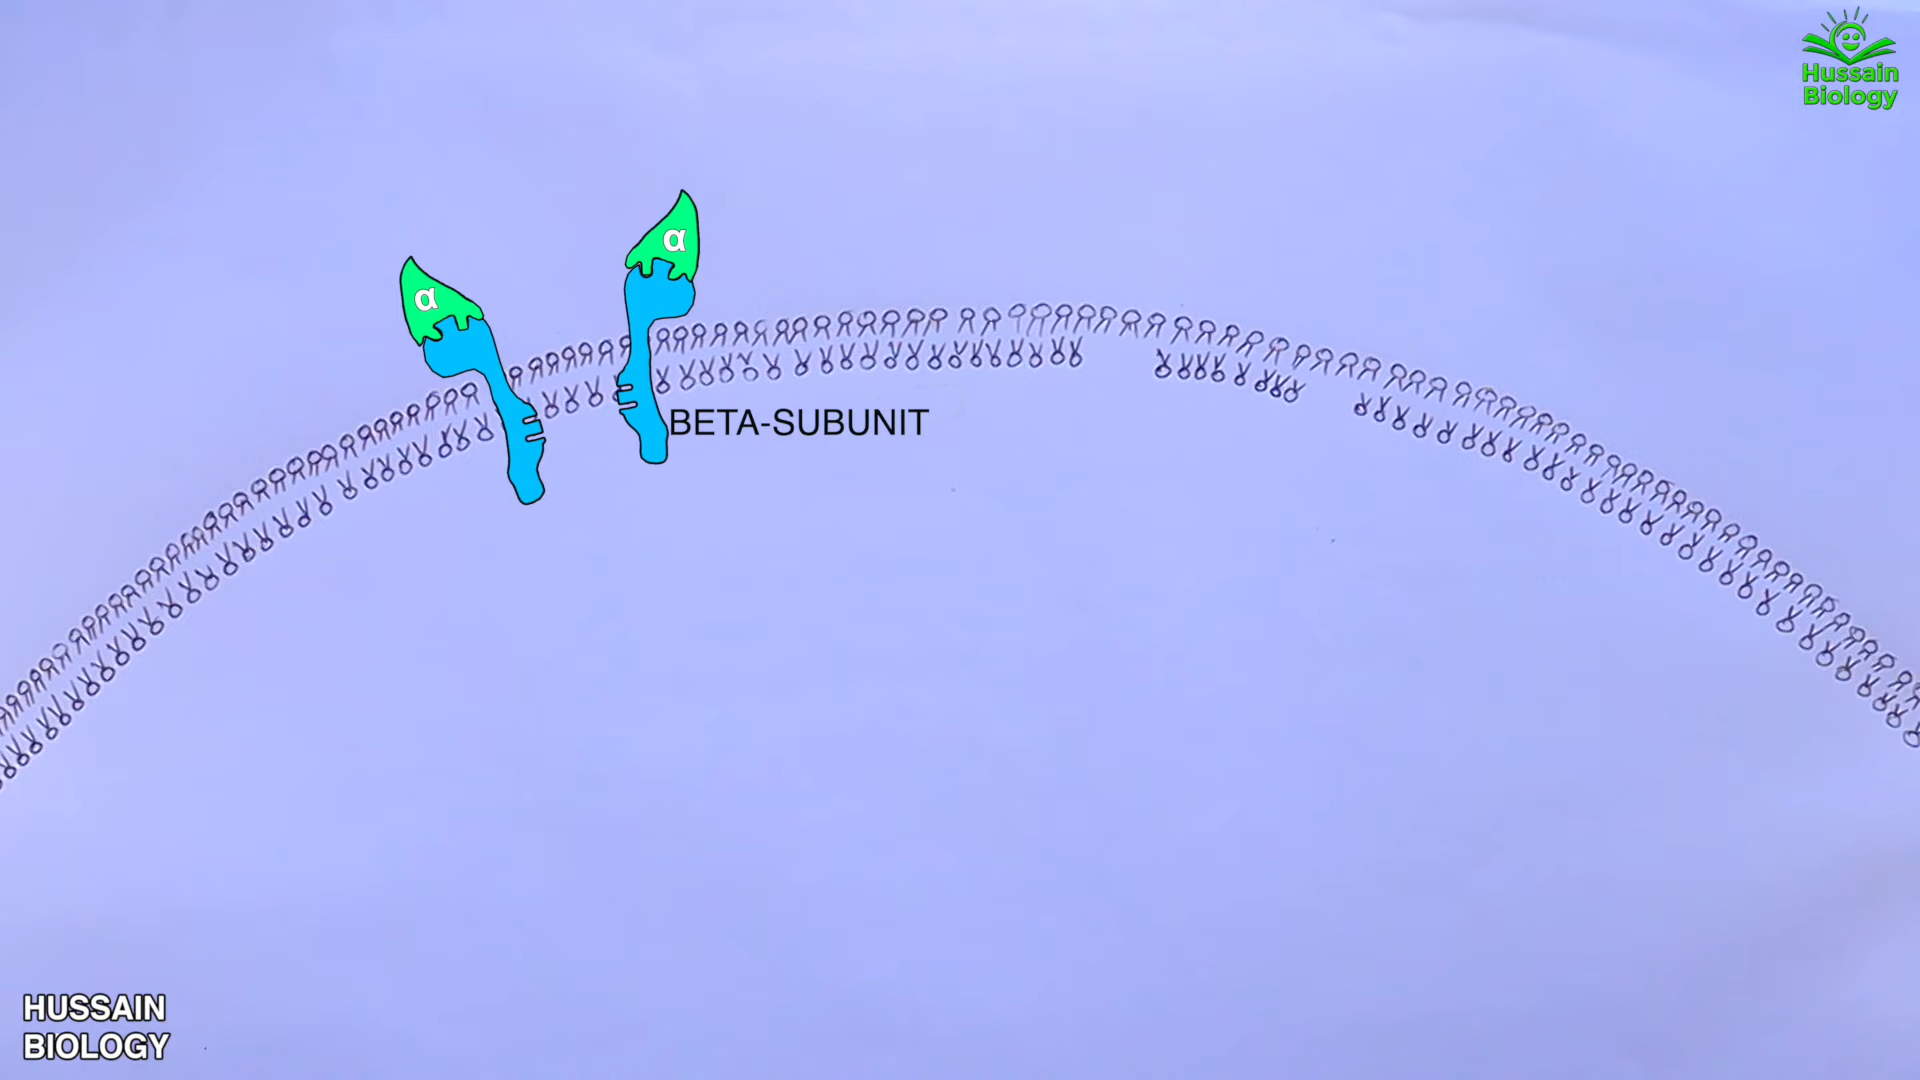 Hussain
Biology
α
α
BETA-SUBUNIT
HUSSAIN
BIOLOGY